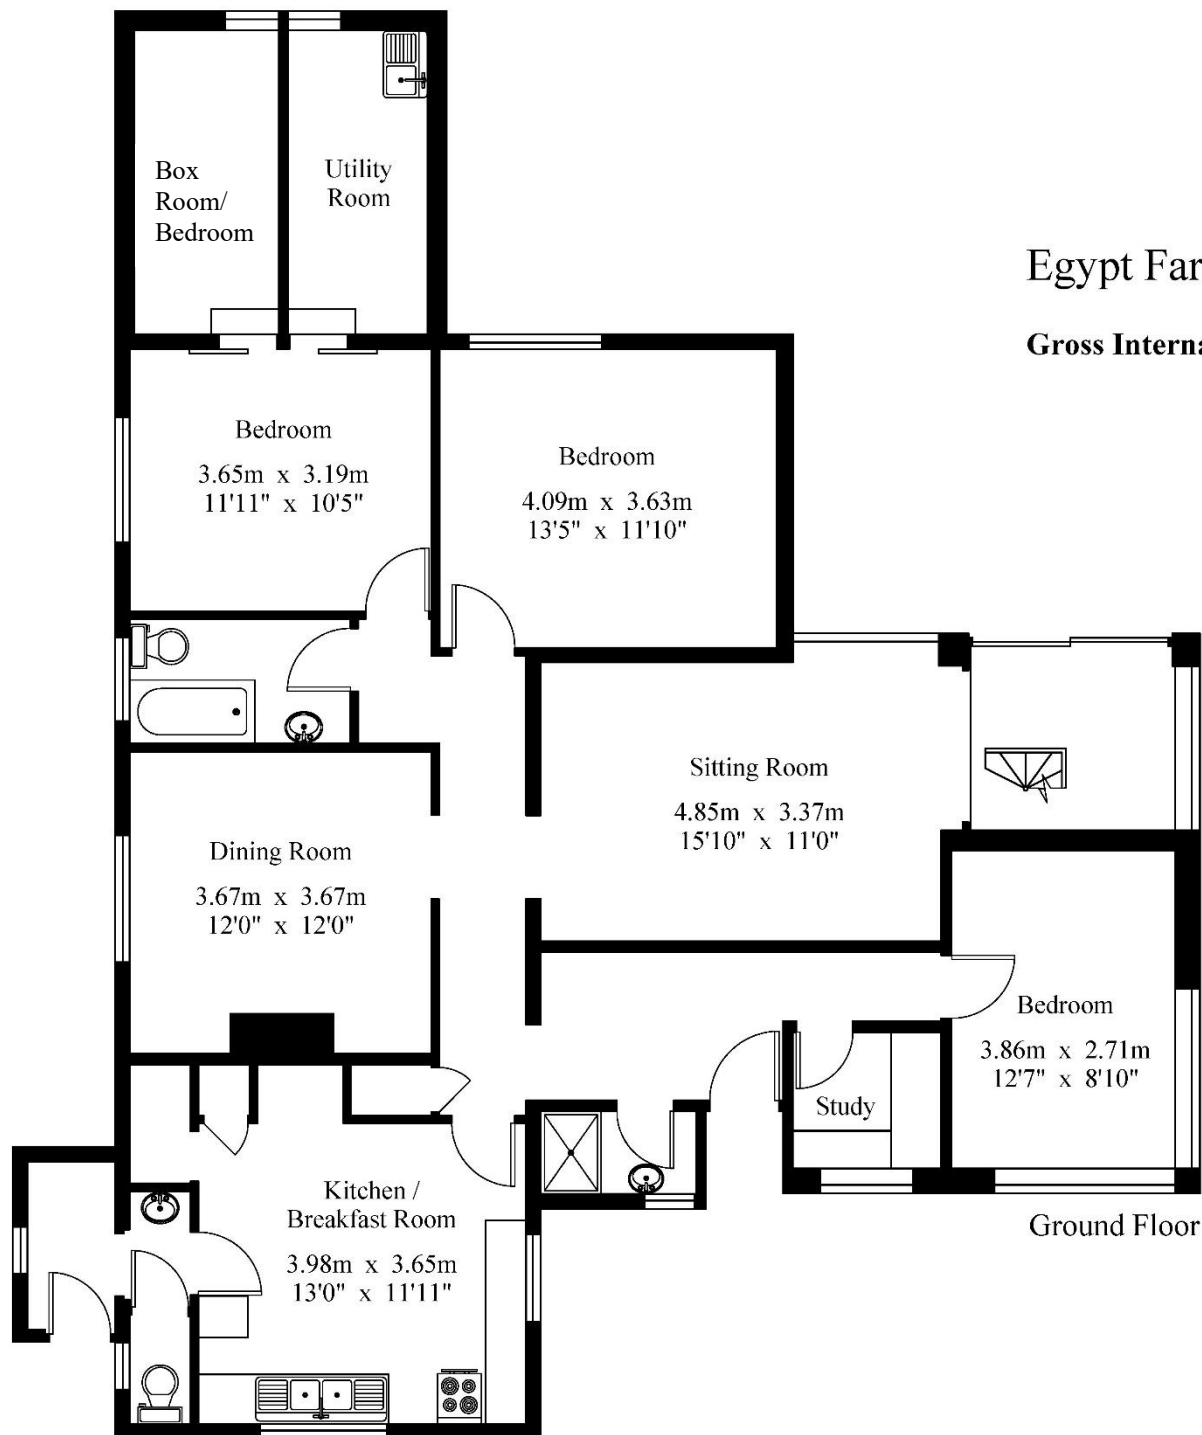 Box
Room/
Bedroom
Utility
Room
Egypt Far
Gross Interna
Bedroom
3.65m x 3.19m
11'11" x 10'5"
Bedroom
4.09m x 3.63m
13'5" x 11'10"
Sitting Room
4.85m x 3.37m
15'10" x 11'0"
Dining Room
3.67m x 3.67m
12'0" x 12'0"
Bedroom
3.86m x 2.71m
12'7" x 8'10"
Study
Kitchen /
Breakfast Room
3.98m x 3.65m
13'0" x 11'11"
Ground Floor